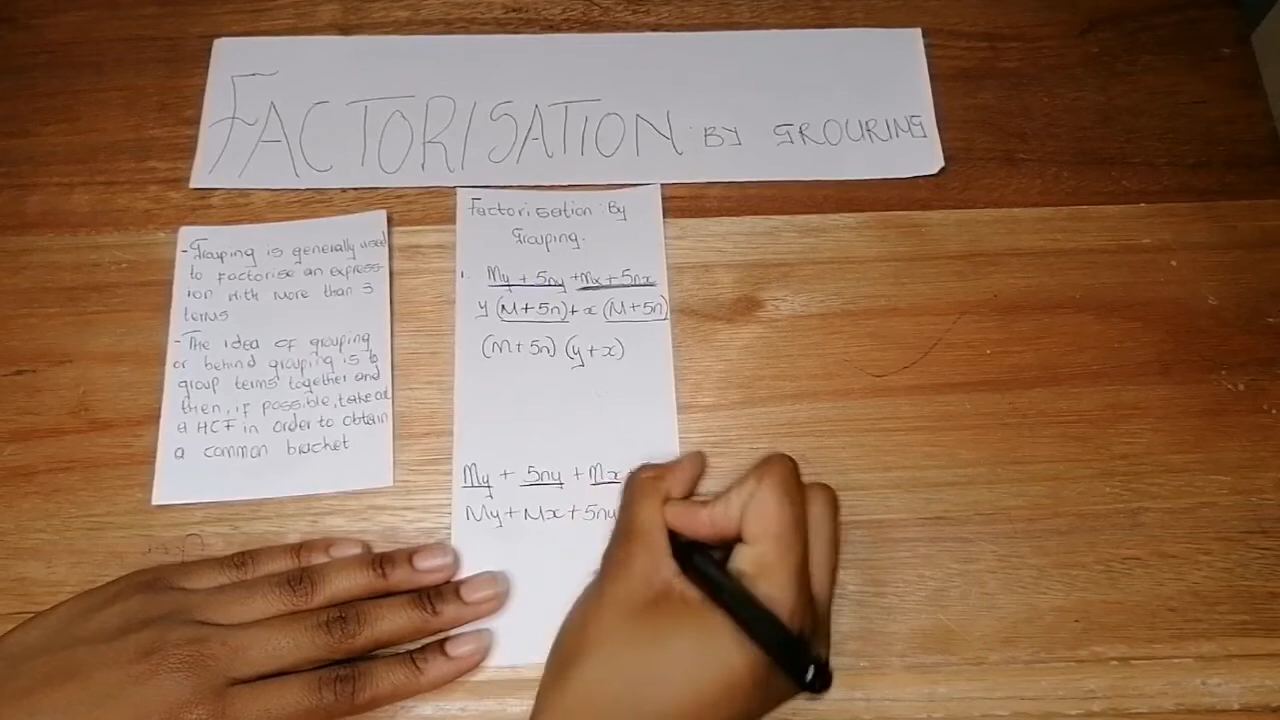 FACTORISATION BY GROURING
- Grouping is generally used
to factorise an express-
ion with more than 3
terms
- The idea of grouping
or behind grouping is to
group terms together and
then, if possible, take out
a HCF in order to obtain
a common bracket
Factorisation: By
Grouping.
1. My + 5ny + Mx + 5nx
y (M + 5n) + x (M + 5n)
(M + 5n) (y + x)
My + 5ny + Mx +
My + Mx + 5ny